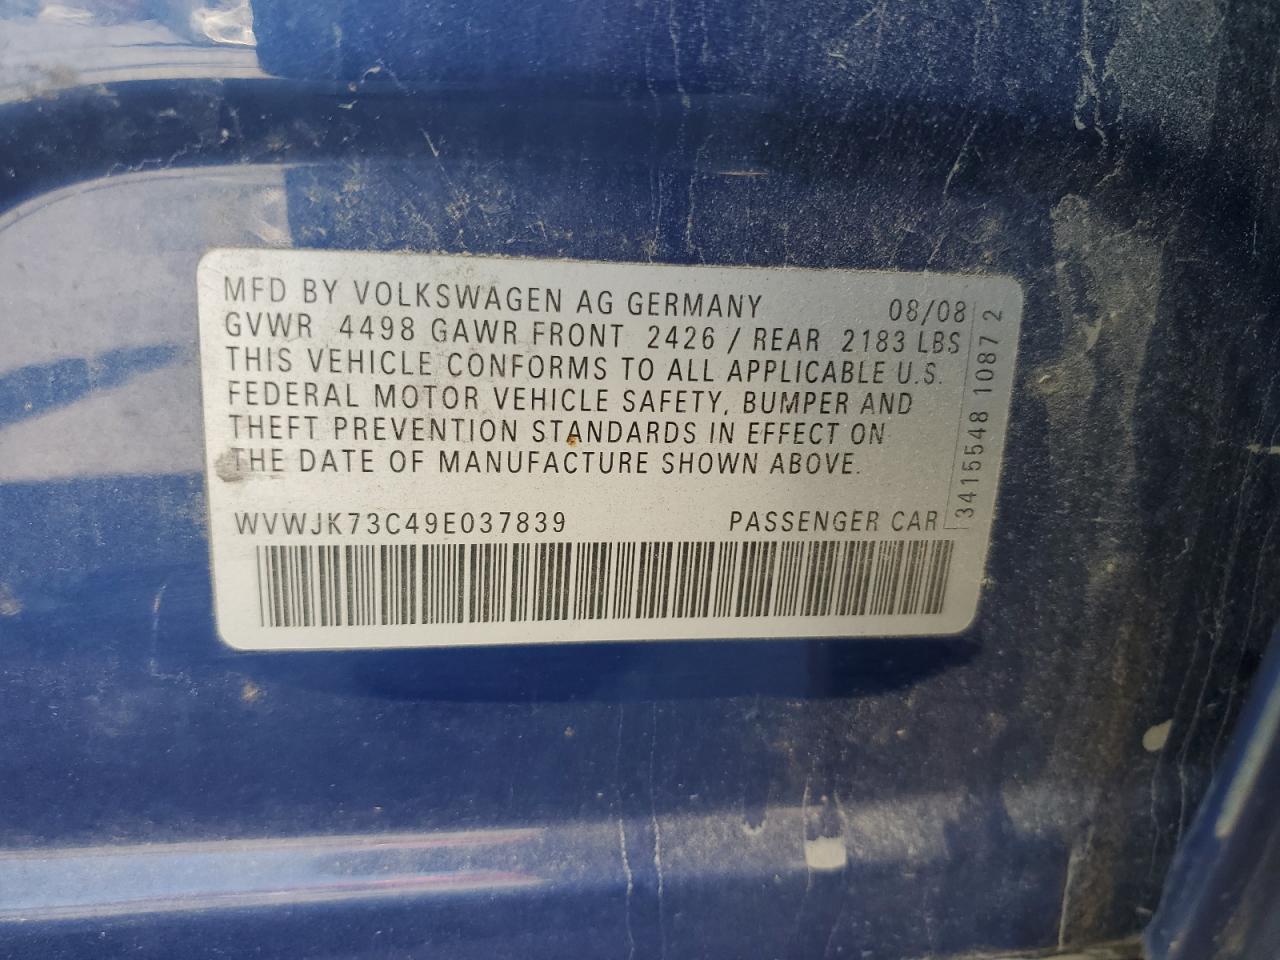 MFD BY VOLKSWAGEN AG GERMANY 08/08
GVWR 4498 GAWR FRONT 2426 / REAR 2183 LBS
THIS VEHICLE CONFORMS TO ALL APPLICABLE U.S.
FEDERAL MOTOR VEHICLE SAFETY, BUMPER AND
THEFT PREVENTION STANDARDS IN EFFECT ON
THE DATE OF MANUFACTURE SHOWN ABOVE.
WVWJK73C49E037839 PASSENGER CAR
3415548 1087 2